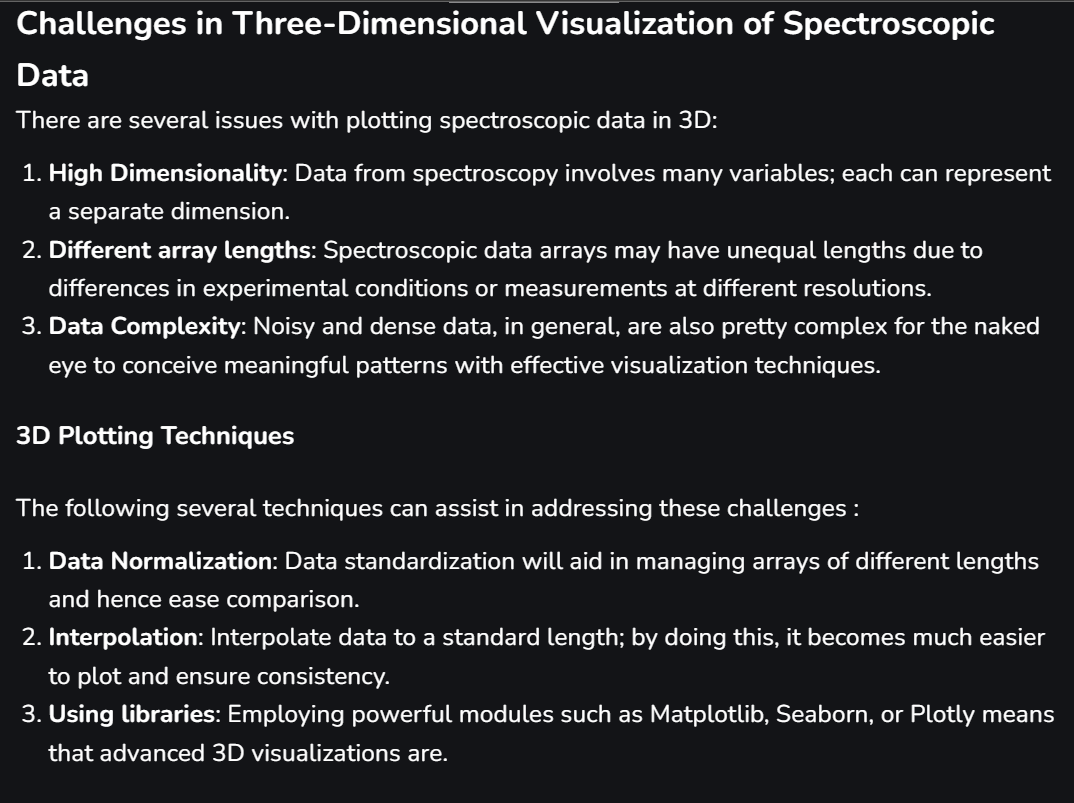 Challenges in Three-Dimensional Visualization of Spectroscopic
Data
There are several issues with plotting spectroscopic data in 3D:
1. High Dimensionality: Data from spectroscopy involves many variables; each can represent
a separate dimension.
2. Different array lengths: Spectroscopic data arrays may have unequal lengths due to
differences in experimental conditions or measurements at different resolutions.
3. Data Complexity: Noisy and dense data, in general, are also pretty complex for the naked
eye to conceive meaningful patterns with effective visualization techniques.
3D Plotting Techniques
The following several techniques can assist in addressing these challenges :
1. Data Normalization: Data standardization will aid in managing arrays of different lengths
and hence ease comparison.
2. Interpolation: Interpolate data to a standard length; by doing this, it becomes much easier
to plot and ensure consistency.
3. Using libraries: Employing powerful modules such as Matplotlib, Seaborn, or Plotly means
that advanced 3D visualizations are.